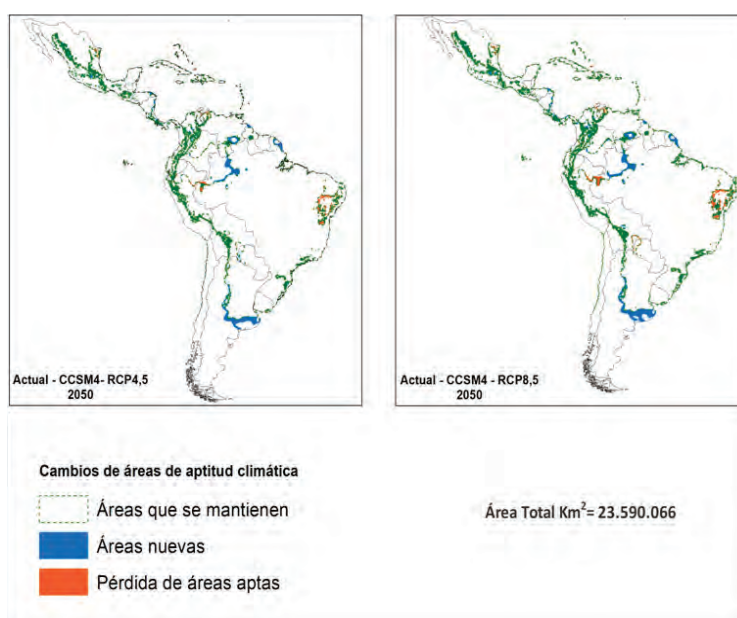 Actual - CCSM4- RCP4,5
2050
Actual - CCSM4 - RCP8,5
2050
Cambios de áreas de aptitud climática
Áreas que se mantienen
Áreas nuevas
Pérdida de áreas aptas
Área Total Km²= 23.590.066